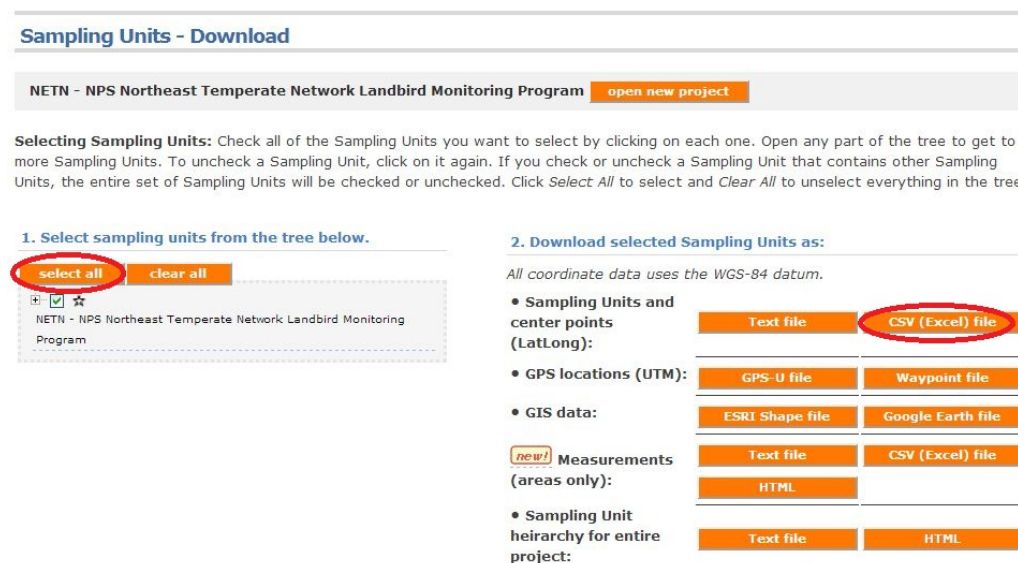 Sampling Units - Download
NETN - NPS Northeast Temperate Network Landbird Monitoring Program open new project
Selecting Sampling Units: Check all of the Sampling Units you want to select by clicking on each one. Open any part of the tree to get to
more Sampling Units. To uncheck a Sampling Unit, click on it again. If you check or uncheck a Sampling Unit that contains other Sampling
Units, the entire set of Sampling Units will be checked or unchecked. Click Select All to select and Clear All to unselect everything in the tree
1. Select sampling units from the tree below.
select all clear all
NETN - NPS Northeast Temperate Network Landbird Monitoring
Program
2. Download selected Sampling Units as:
All coordinate data uses the WGS-84 datum.
• Sampling Units and
center points
(LatLong):
Text file CSV (Excel) file
• GPS locations (UTM):
GPS-U file Waypoint file
• GIS data:
ESRI Shape file Google Earth file
new! Measurements
(areas only):
Text file CSV (Excel) file
HTML
• Sampling Unit
heirarchy for entire
project:
Text file HTML